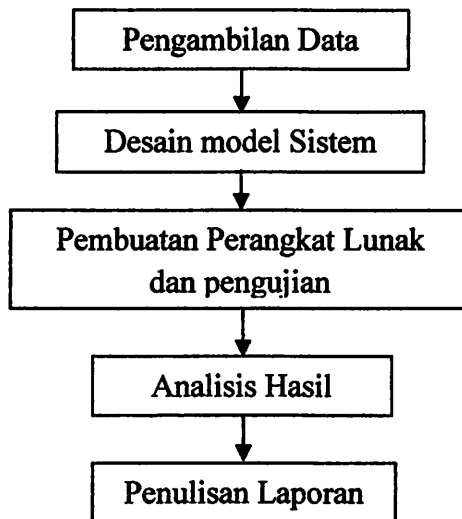 Pengambilan Data
Desain model Sistem
Pembuatan Perangkat Lunak
dan pengujian
Analisis Hasil
Penulisan Laporan